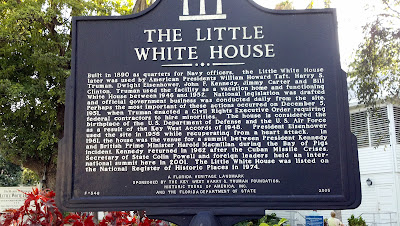 THE LITTLE
WHITE HOUSE
Built in 1890 as quarters for Navy officers, the Little White House
later was used by American Presidents William Howard Taft, Harry S.
Truman, Dwight Eisenhower, John F. Kennedy, Jimmy Carter and Bill
Clinton. Truman used the facility as a vacation home and functioning
White House between 1946 and 1952. National legislation was drafted
and official government business was conducted daily from the site.
Perhaps the most important of these actions occurred on December 5,
1951, when Truman enacted a Civil Rights Executive Order requiring
federal contractors to hire minorities. The house is considered the
birthplace of the U.S. Department of Defense and the U.S. Air Force
as a result of the Key West Accords of 1948. President Eisenhower
used the site in 1956 while recuperating from a heart attack. In
1961, the house was the venue for a summit between President Kennedy
and British Prime Minister Harold Macmillan during the Bay of Pigs
incident. Kennedy returned in 1962 after the Cuban Missile Crises.
Secretary of State Colin Powell and foreign leaders held an inter-
national summit here in 2001. The Little White House was listed on
the National Register of Historic Places in 1974.
A FLORIDA HERITAGE LANDMARK
SPONSORED BY THE KEY WEST HARRY S. TRUMAN FOUNDATION,
HISTORIC TOURS OF AMERICA, INC.
F-546 AND THE FLORIDA DEPARTMENT OF STATE 2005